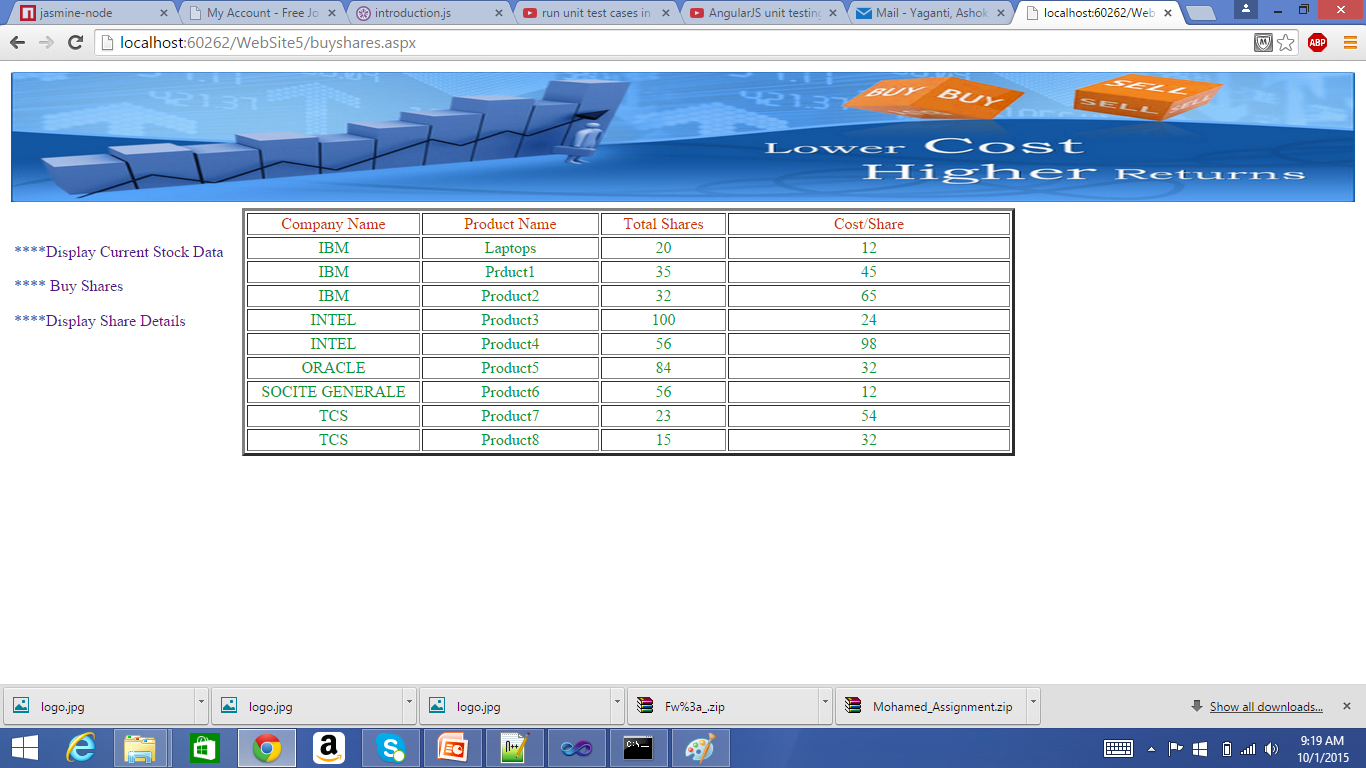 jasmine-node My Account - Free Jo introduction.js run unit test cases in AngularJS unit testing Mail - Yaganti, Ashok localhost:60262/Web
localhost:60262/WebSite5/buyshares.aspx ABP
421.37 BUY BUY SELL SELL SELL
Lower Cost
Higher Returns
****Display Current Stock Data
**** Buy Shares
****Display Share Details
Company Name Product Name Total Shares Cost/Share
IBM Laptops 20 12
IBM Prduct1 35 45
IBM Product2 32 65
INTEL Product3 100 24
INTEL Product4 56 98
ORACLE Product5 84 32
SOCITE GENERALE Product6 56 12
TCS Product7 23 54
TCS Product8 15 32
logo.jpg logo.jpg logo.jpg Fw%3a_.zip Mohamed_Assignment.zip Show all downloads...
9:19 AM
10/1/2015